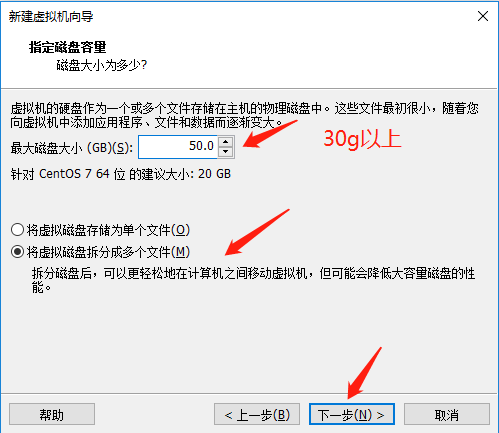 新建虚拟机向导
指定磁盘容量
磁盘大小为多少?
虚拟机的硬盘作为一个或多个文件存储在主机的物理磁盘中。这些文件最初很小，随着您
向虚拟机中添加应用程序、文件和数据而逐渐变大。
最大磁盘大小 (GB)(S): 50.0 30g以上
针对 CentOS 7 64 位 的建议大小: 20 GB
将虚拟磁盘存储为单个文件(O)
将虚拟磁盘拆分成多个文件(M)
拆分磁盘后，可以更轻松地在计算机之间移动虚拟机，但可能会降低大容量磁盘的性
能。
帮助 < 上一步(B) 下一步(N) > 取消